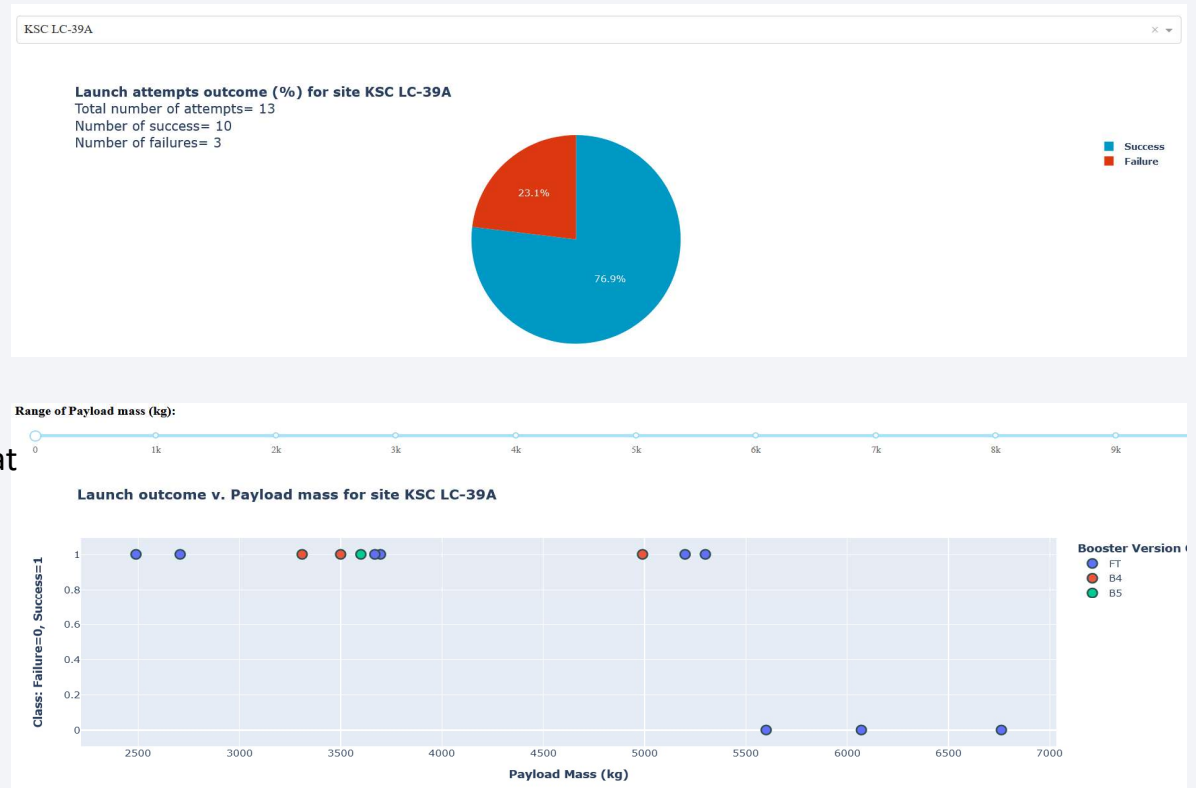 KSC LC-39A
Launch attempts outcome (%) for site KSC LC-39A
Total number of attempts= 13
Number of success= 10
Number of failures= 3
Success
Failure
23.1%
76.9%
Range of Payload mass (kg):
0 1k 2k 3k 4k 5k 6k 7k 8k 9k
at
Launch outcome v. Payload mass for site KSC LC-39A
Class: Failure=0, Success=1
1
0.8
0.6
0.4
0.2
0
2500 3000 3500 4000 4500 5000 5500 6000 6500 7000
Payload Mass (kg)
Booster Version
FT
B4
B5